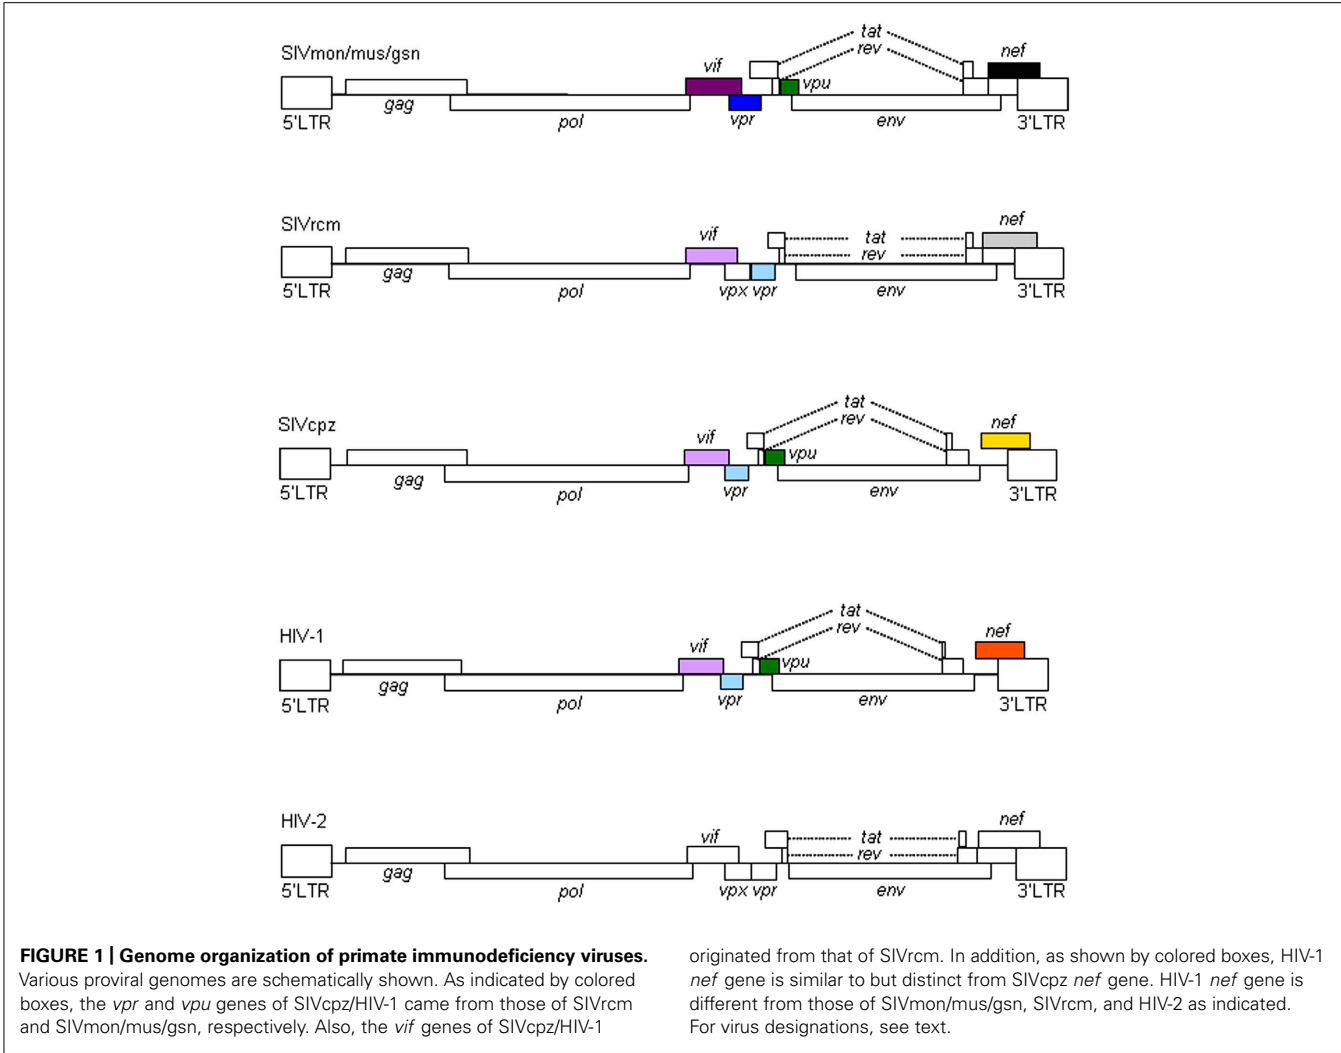 SIVmon/mus/gsn
tat
rev
nef
vif
vpu
gag
pol
vpr
env
5'LTR
3'LTR
SIVrcm
nef
vif
tat
rev
gag
pol
vpx vpr
env
5'LTR
3'LTR
SIVcpz
tat
rev
nef
vif
vpu
gag
pol
vpr
env
5'LTR
3'LTR
HIV-1
tat
rev
nef
vif
vpu
gag
pol
vpr
env
5'LTR
3'LTR
HIV-2
nef
vif
tat
rev
gag
pol
vpx vpr
env
5'LTR
3'LTR
FIGURE 1 | Genome organization of primate immunodeficiency viruses.
Various proviral genomes are schematically shown. As indicated by colored
boxes, the vpr and vpu genes of SIVcpz/HIV-1 came from those of SIVrcm
and SIVmon/mus/gsn, respectively. Also, the vif genes of SIVcpz/HIV-1
originated from that of SIVrcm. In addition, as shown by colored boxes, HIV-1
nef gene is similar to but distinct from SIVcpz nef gene. HIV-1 nef gene is
different from those of SIVmon/mus/gsn, SIVrcm, and HIV-2 as indicated.
For virus designations, see text.